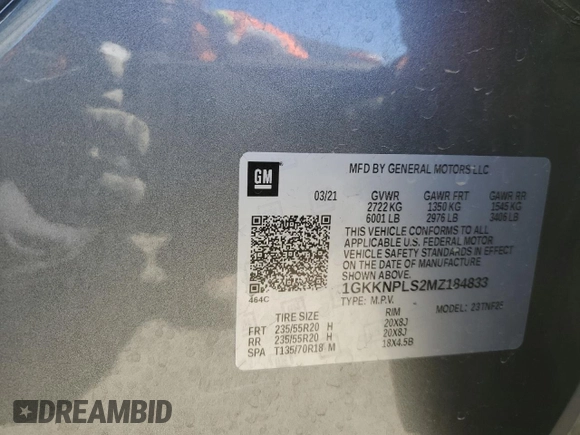 GM
MFD BY GENERAL MOTORS LLC
03/21 GVWR GAWR FRT GAWR RR
2722 KG 1350 KG 1545 KG
6001 LB 2976 LB 3406 LB
THIS VEHICLE CONFORMS TO ALL
APPLICABLE U.S. FEDERAL MOTOR
VEHICLE SAFETY STANDARDS IN EFFECT
ON THE DATE OF MANUFACTURE
SHOWN ABOVE.
1GKKNPLS2MZ184833
TYPE: M.P.V. MODEL:
464C
TIRE SIZE RIM
FRT 235/55R20 H 20X8J
RR 235/55R20 H 20X8J
SPA T135/70R18 M 18X4.5B
DREAMBID